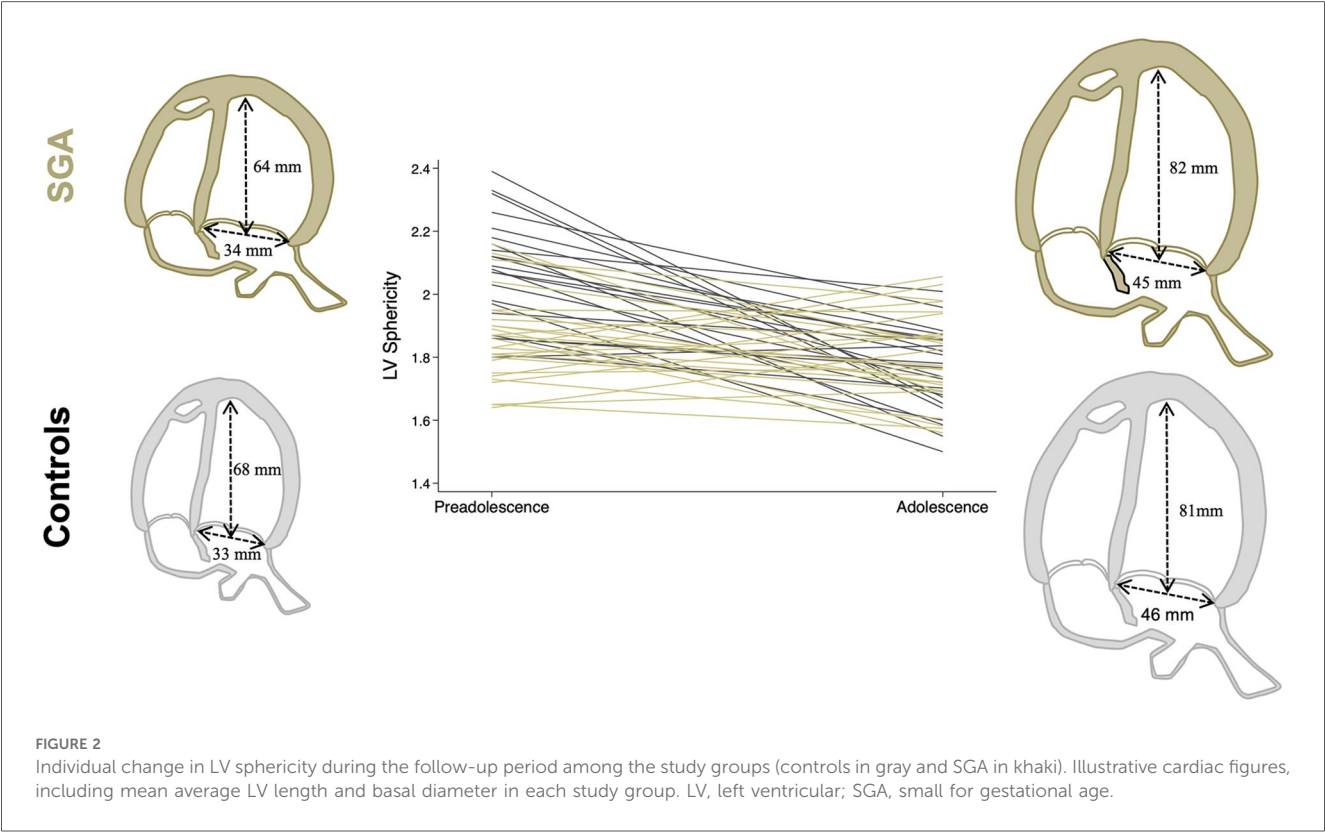 SGA
64 mm
34 mm
82 mm
45 mm
LV Sphericity
2.4
2.2
2
1.8
1.6
1.4
Preadolescence
Adolescence
Controls
68 mm
33 mm
81mm
46 mm
FIGURE 2
Individual change in LV sphericity during the follow-up period among the study groups (controls in gray and SGA in khaki). Illustrative cardiac figures,
including mean average LV length and basal diameter in each study group. LV, left ventricular; SGA, small for gestational age.